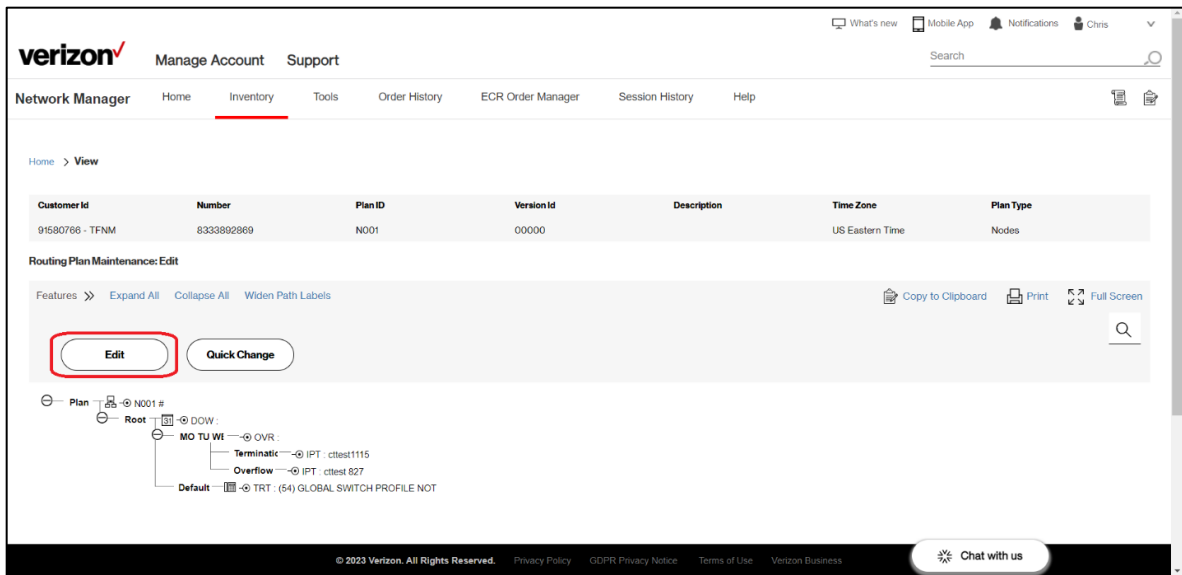 What's new Mobile App Notifications Chris
verizon Manage Account Support Search
Network Manager Home Inventory Tools Order History ECR Order Manager Session History Help
Home > View
Customer Id Number Plan ID Version Id Description Time Zone Plan Type
91580766 - TFNM 8333892869 N001 00000 US Eastern Time Nodes
Routing Plan Maintenance: Edit
Features Expand All Collapse All Widen Path Labels Copy to Clipboard Print Full Screen
Edit Quick Change
Plan N001 #
Root 31 DOW :
MO TU WE OVR :
Terminatic IPT : cttest1115
Overflow IPT : cttest 827
Default TRT : (54) GLOBAL SWITCH PROFILE NOT
© 2023 Verizon. All Rights Reserved. Privacy Policy GDPR Privacy Notice Terms of Use Verizon Business Chat with us